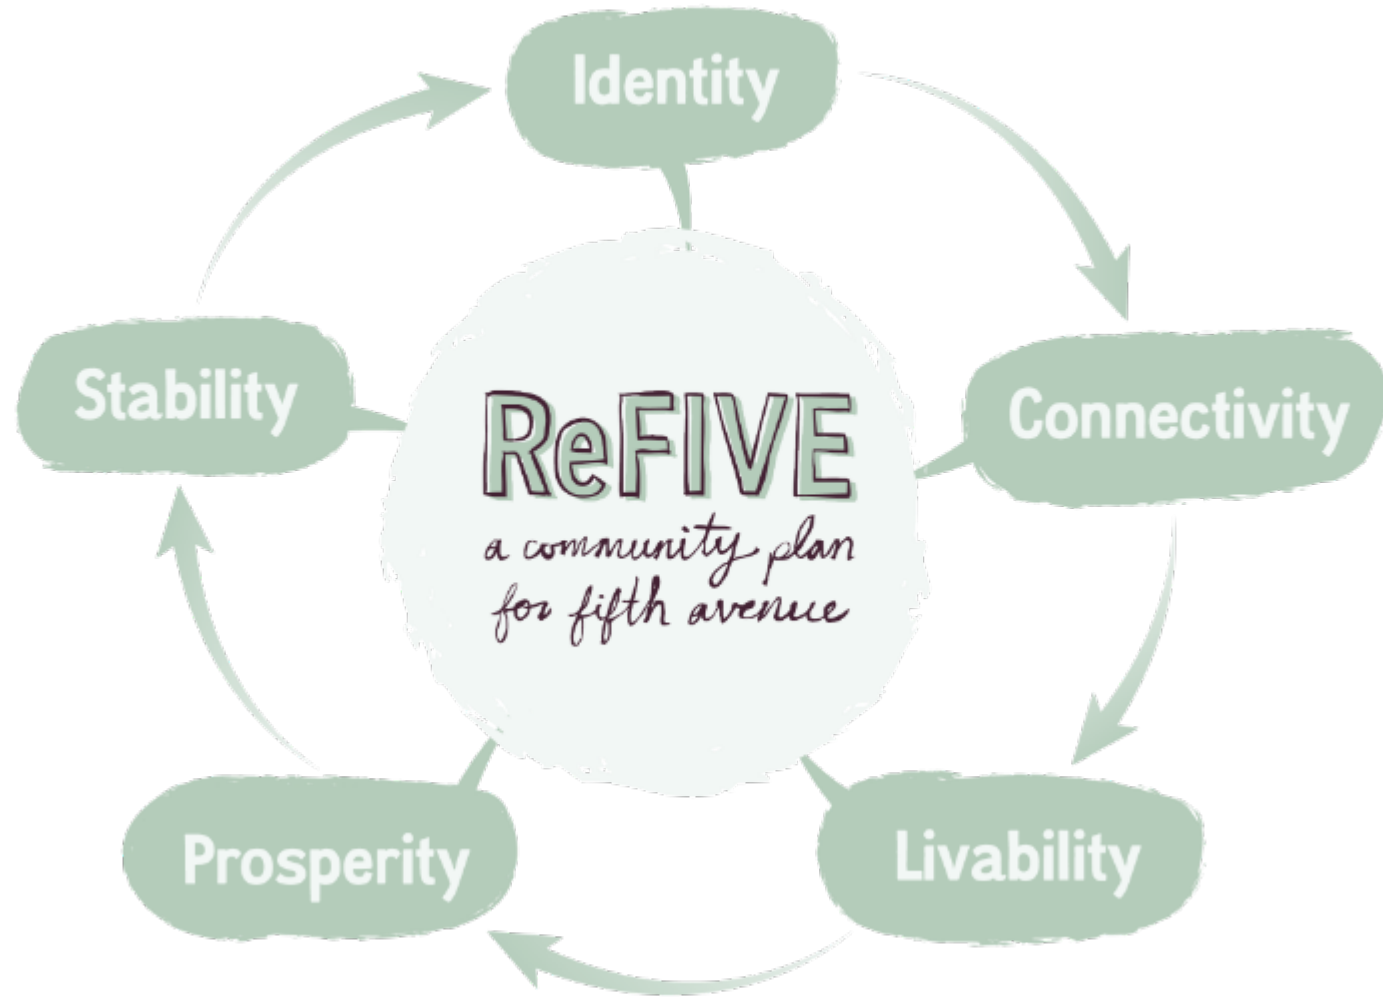 Identity
Connectivity
Livability
Prosperity
Stability
ReFIVE
a community plan
for fifth avenue